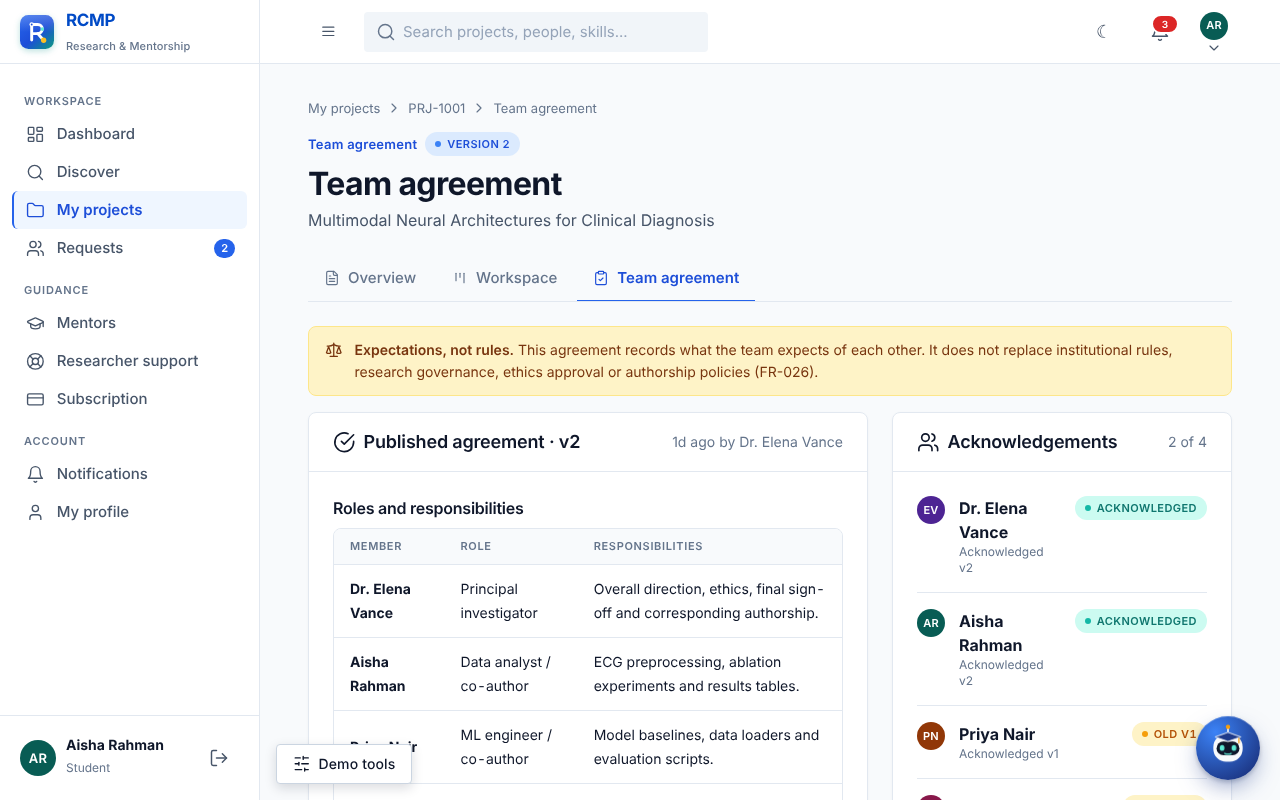 RCMP
Research & Mentorship
Search projects, people, skills...
3
AR
WORKSPACE
Dashboard
Discover
My projects
Requests
2
GUIDANCE
Mentors
Researcher support
Subscription
ACCOUNT
Notifications
My profile
AR
Aisha Rahman
Student
My projects
PRJ-1001
Team agreement
Team agreement
VERSION 2
Team agreement
Multimodal Neural Architectures for Clinical Diagnosis
Overview
Workspace
Team agreement
Expectations, not rules. This agreement records what the team expects of each other. It does not replace institutional rules,
research governance, ethics approval or authorship policies (FR-026).
Published agreement · v2
1d ago by Dr. Elena Vance
Roles and responsibilities
MEMBER ROLE RESPONSIBILITIES
Dr. Elena
Vance
Principal
investigator
Overall direction, ethics, final sign-
off and corresponding authorship.
Aisha
Rahman
Data analyst /
co-author
ECG preprocessing, ablation
experiments and results tables.
Priya Nair
ML engineer /
co-author
Model baselines, data loaders and
evaluation scripts.
Demo tools
Acknowledgements
2 of 4
EV
Dr. Elena
Vance
Acknowledged
v2
ACKNOWLEDGED
AR
Aisha
Rahman
Acknowledged
v2
ACKNOWLEDGED
PN
Priya Nair
Acknowledged v1
OLD V1